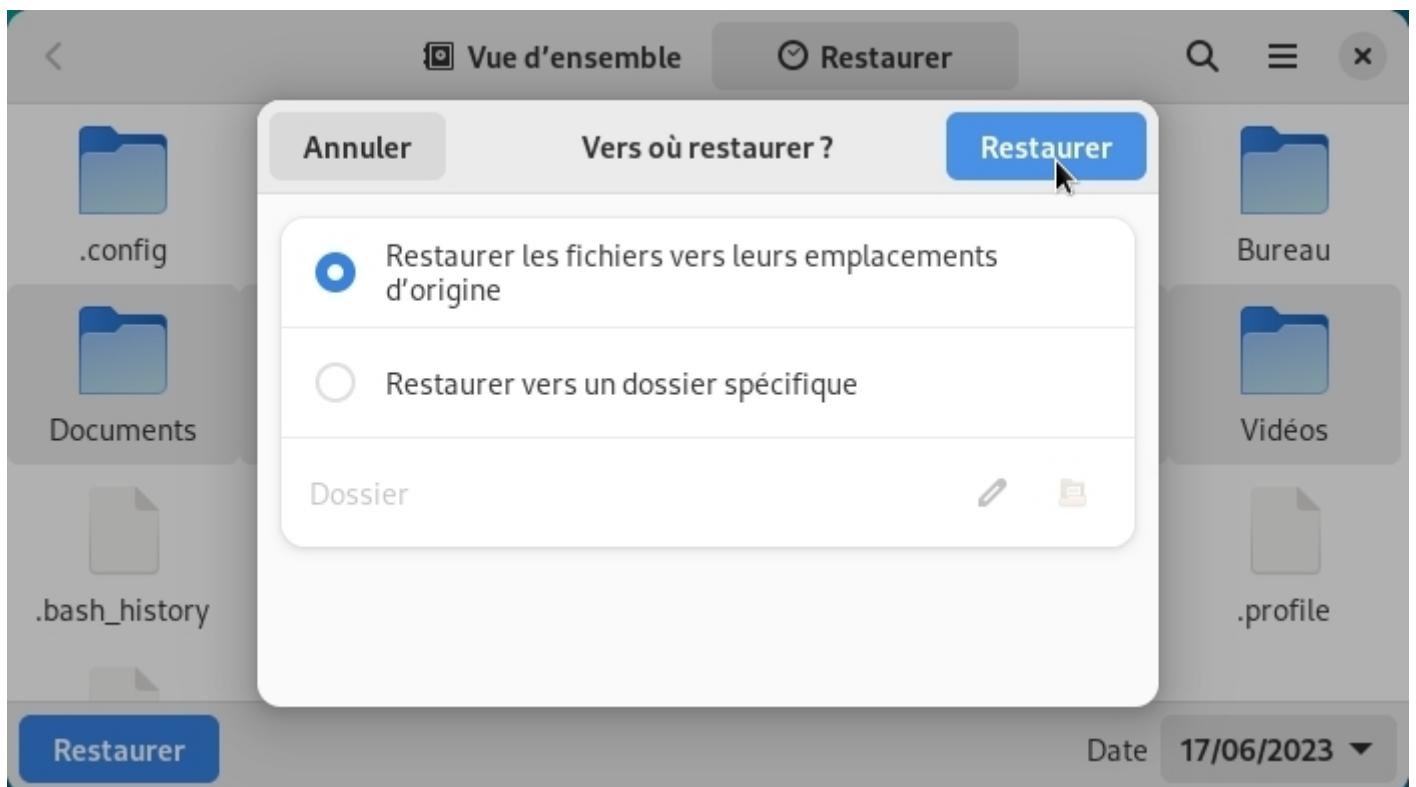 Vue d’ensemble
Restaurer
Annuler
Vers où restaurer ?
Restaurer
.config
Bureau
Restaurer les fichiers vers leurs emplacements
d’origine
Documents
Restaurer vers un dossier spécifique
Vidéos
Dossier
.bash_history
.profile
Restaurer
Date
17/06/2023